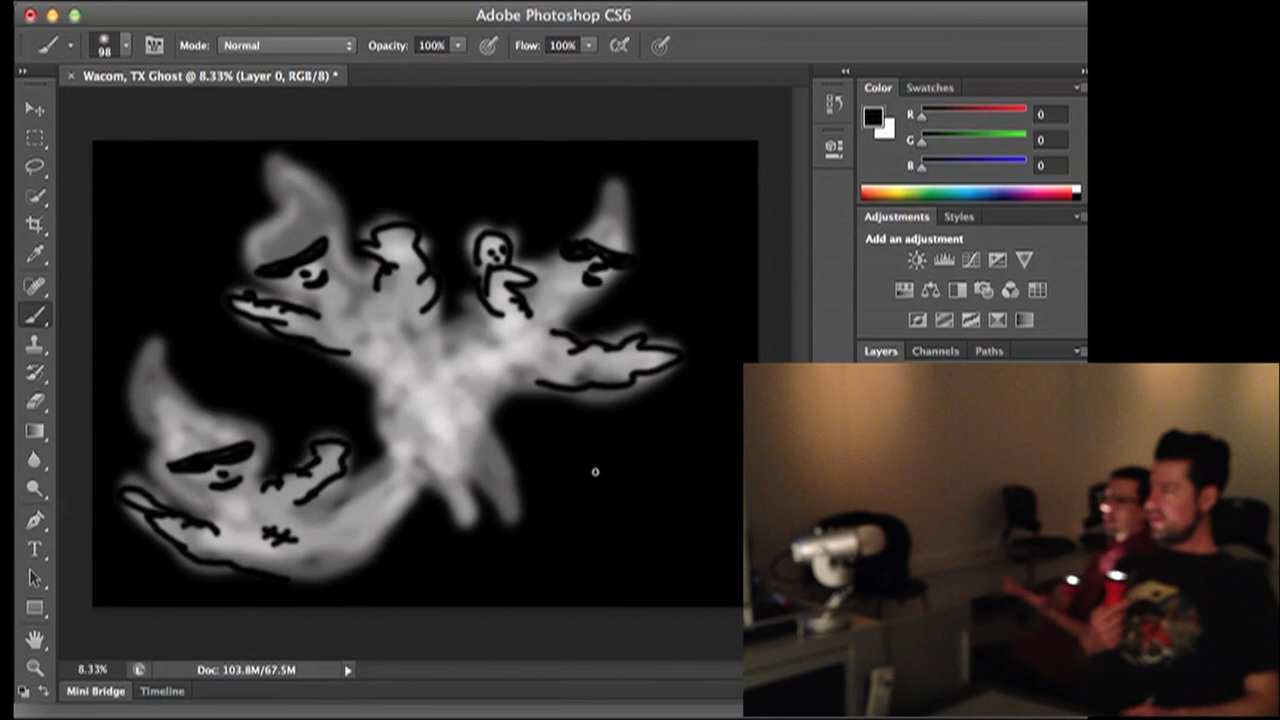 Adobe Photoshop CS6
98 Mode: Normal Opacity: 100% Flow: 100%
× Wacom, TX Ghost @ 8.33% (Layer 0, RGB/8) *
Color Swatches
R 0
G 0
B 0
Adjustments Styles
Add an adjustment
Layers Channels Paths
T
8.33% Doc: 103.8M/67.5M
Mini Bridge Timeline